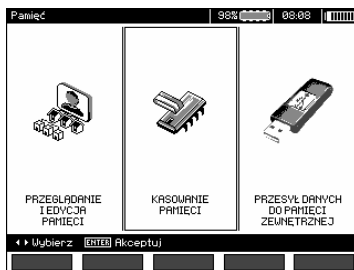 Pamięć 98% 08:08
PRZEGLĄDANIE
I EDYCJA
PAMIĘCI
KASOWANIE
PAMIĘCI
PRZESYŁ DANYCH
DO PAMIĘCI
ZEWNĘTRZNEJ
Wybierz ENTER Akceptuj